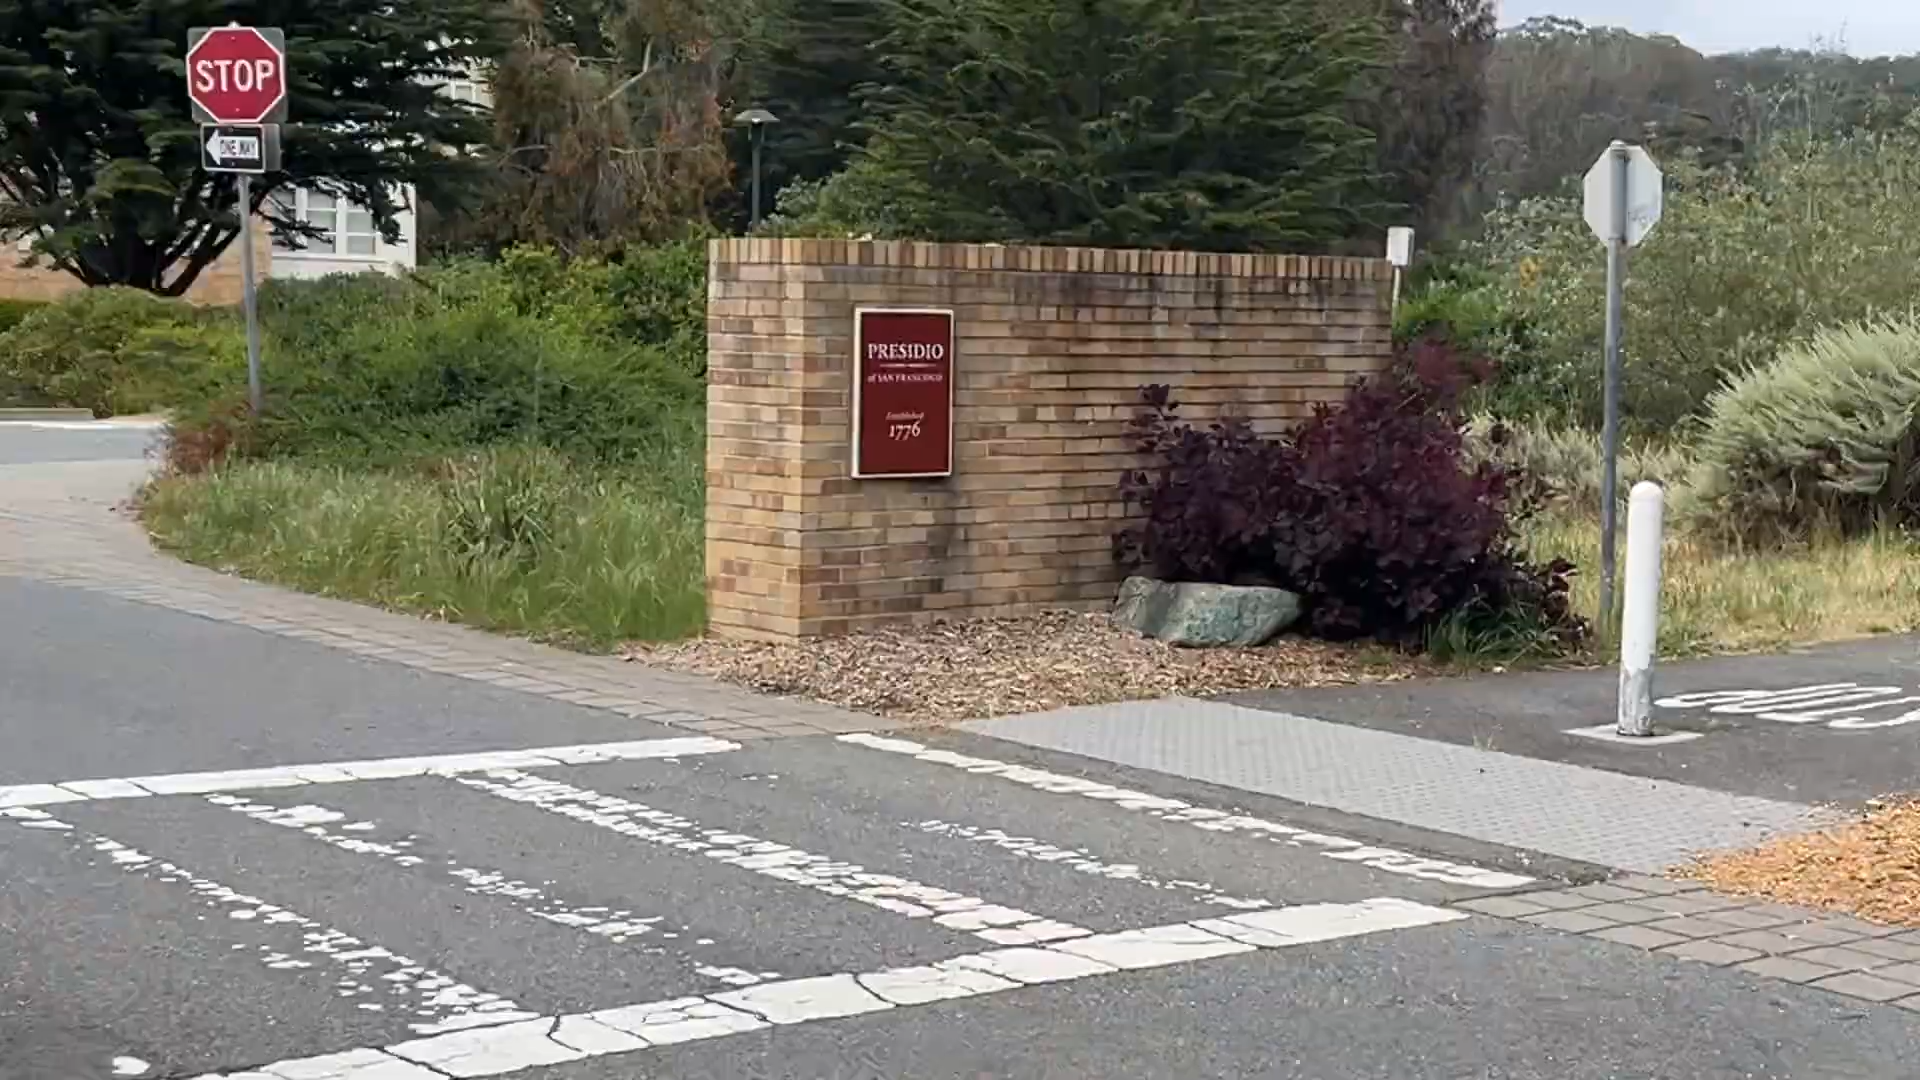 STOP
ONE WAY
PRESIDIO
of SAN FRANCISCO
Established
1776